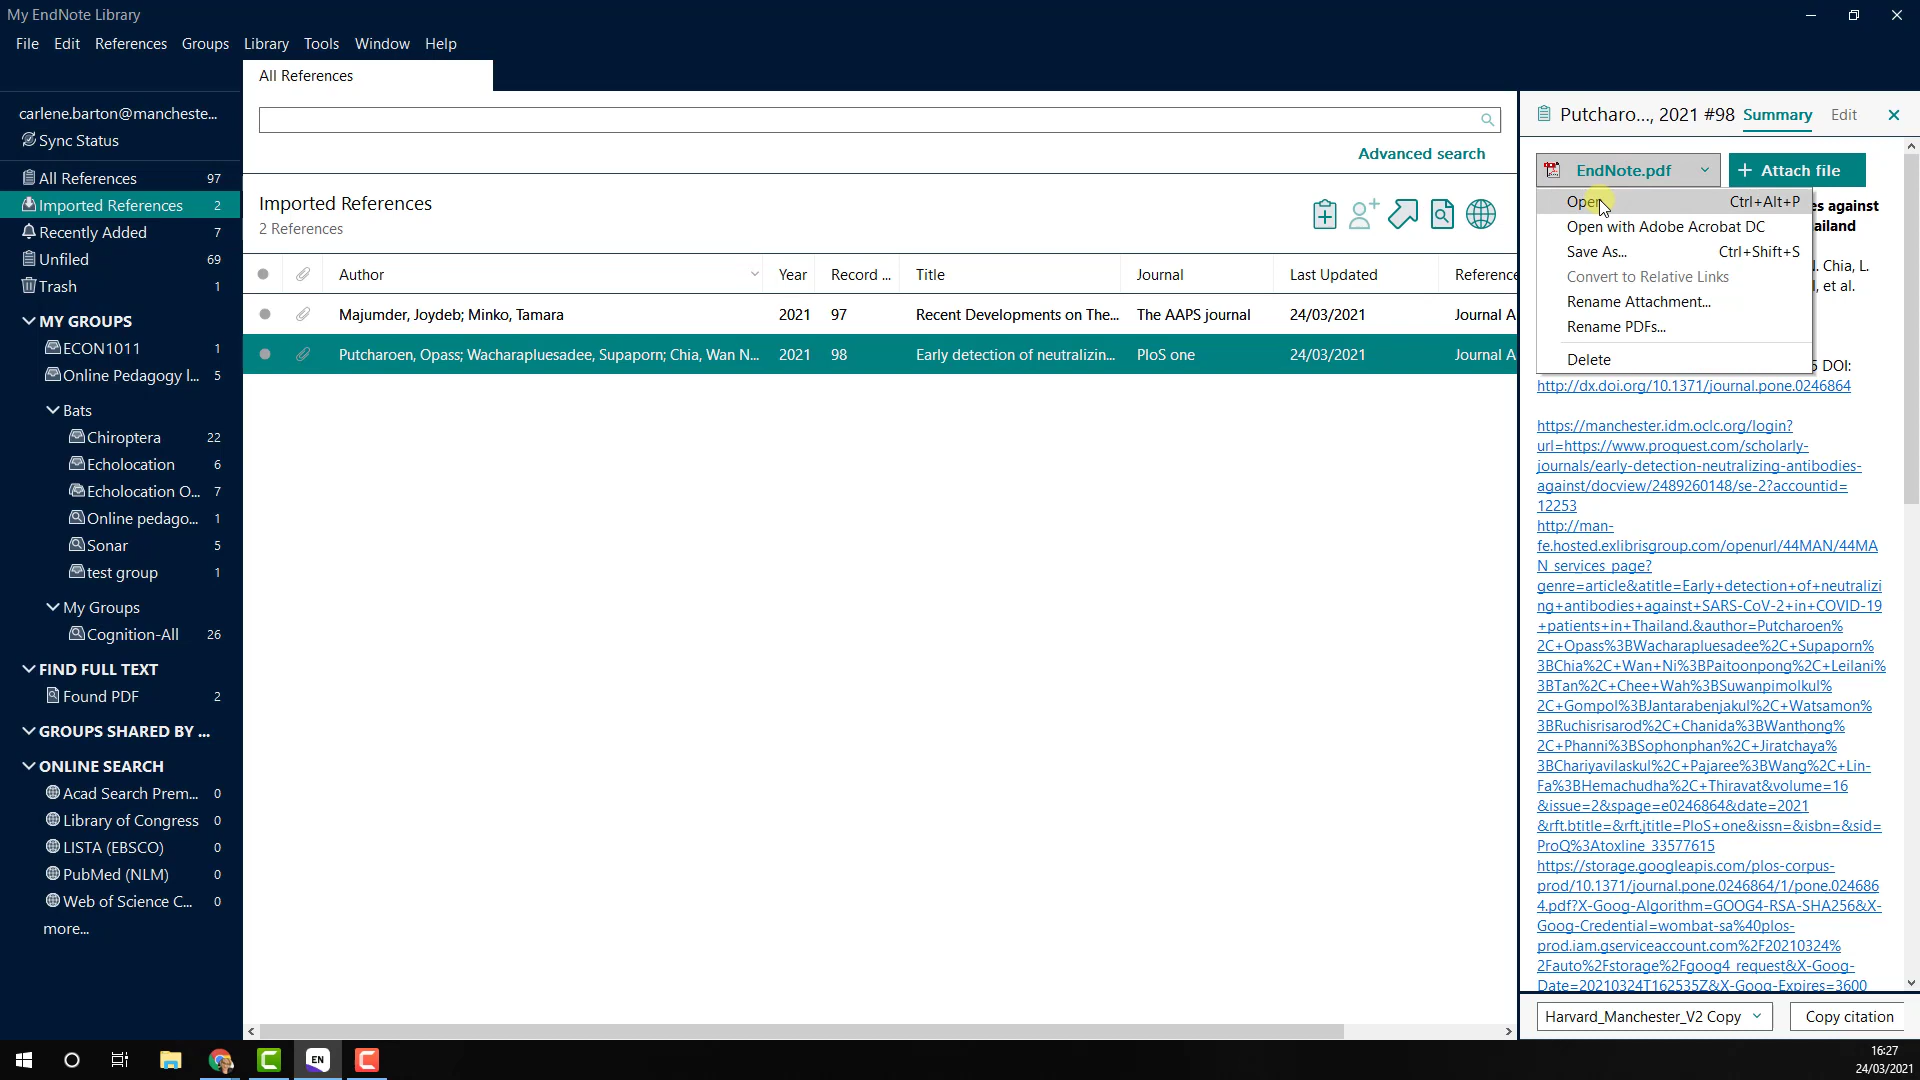 My EndNote Library
File Edit References Groups Library Tools Window Help
carlene.barton@mancheste...
Sync Status
All References 97
Imported References 2
Recently Added 7
Unfiled 69
Trash 1
MY GROUPS
ECON1011 1
Online Pedagogy l... 5
Bats
Chiroptera 22
Echolocation 6
Echolocation O... 7
Online pedago... 1
Sonar 5
test group 1
My Groups
Cognition-All 26
FIND FULL TEXT
Found PDF 2
GROUPS SHARED BY ...
ONLINE SEARCH
Acad Search Prem... 0
Library of Congress 0
LISTA (EBSCO) 0
PubMed (NLM) 0
Web of Science C... 0
more...
All References
Advanced search
Imported References
2 References
Author Year Record ... Title Journal Last Updated Reference
Majumder, Joydeb; Minko, Tamara 2021 97 Recent Developments on The... The AAPS journal 24/03/2021 Journal A
Putcharoen, Opass; Wacharapluesadee, Supaporn; Chia, Wan N... 2021 98 Early detection of neutralizin... PloS one 24/03/2021 Journal A
Putcharo..., 2021 #98 Summary Edit
EndNote.pdf + Attach file
Open Ctrl+Alt+P
Open with Adobe Acrobat DC
Save As... Ctrl+Shift+S
Convert to Relative Links
Rename Attachment...
Rename PDFs...
Delete
es against
ailand
. Chia, L.
l, et al.
DOI:
http://dx.doi.org/10.1371/journal.pone.0246864
https://manchester.idm.oclc.org/login?
url=https://www.proquest.com/scholarly-
journals/early-detection-neutralizing-antibodies-
against/docview/2489260148/se-2?accountid=
12253
http://man-
fe.hosted.exlibrisgroup.com/openurl/44MAN/44MA
N_services_page?
genre=article&atitle=Early+detection+of+neutralizi
ng+antibodies+against+SARS-CoV-2+in+COVID-19
+patients+in+Thailand.&author=Putcharoen%
2C+Opass%3BWacharapluesadee%2C+Supaporn%
3BChia%2C+Wan+Ni%3BPaitoonpong%2C+Leilani%
3BTan%2C+Chee+Wah%3BSuwanpimolkul%
2C+Gompol%3BJantarabenjakul%2C+Watsamon%
3BRuchisrisarod%2C+Chanida%3BWanthong%
2C+Phanni%3BSophonphan%2C+Jiratchaya%
3BChariyavilaskul%2C+Pajaree%3BWang%2C+Lin-
Fa%3BHemachudha%2C+Thiravat&volume=16
&issue=2&spage=e0246864&date=2021
&rft.btitle=&rft.jtitle=PloS+one&issn=&isbn=&sid=
ProQ%3Atoxline_33577615
https://storage.googleapis.com/plos-corpus-
prod/10.1371/journal.pone.0246864/1/pone.024686
4.pdf?X-Goog-Algorithm=GOOG4-RSA-SHA256&X-
Goog-Credential=wombat-sa%40plos-
prod.iam.gserviceaccount.com%2F20210324%
2Fauto%2Fstorage%2Fgoog4_request&X-Goog-
Date=20210324T162535Z&X-Goog-Expires=3600
Harvard_Manchester_V2 Copy Copy citation
EN
16:27
24/03/2021